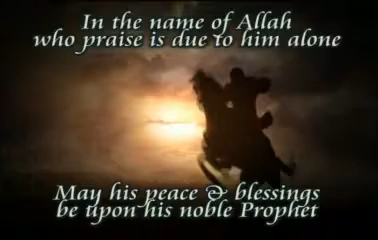 In the name of Allah
who praise is due to him alone
May his peace & blessings
be upon his noble Prophet